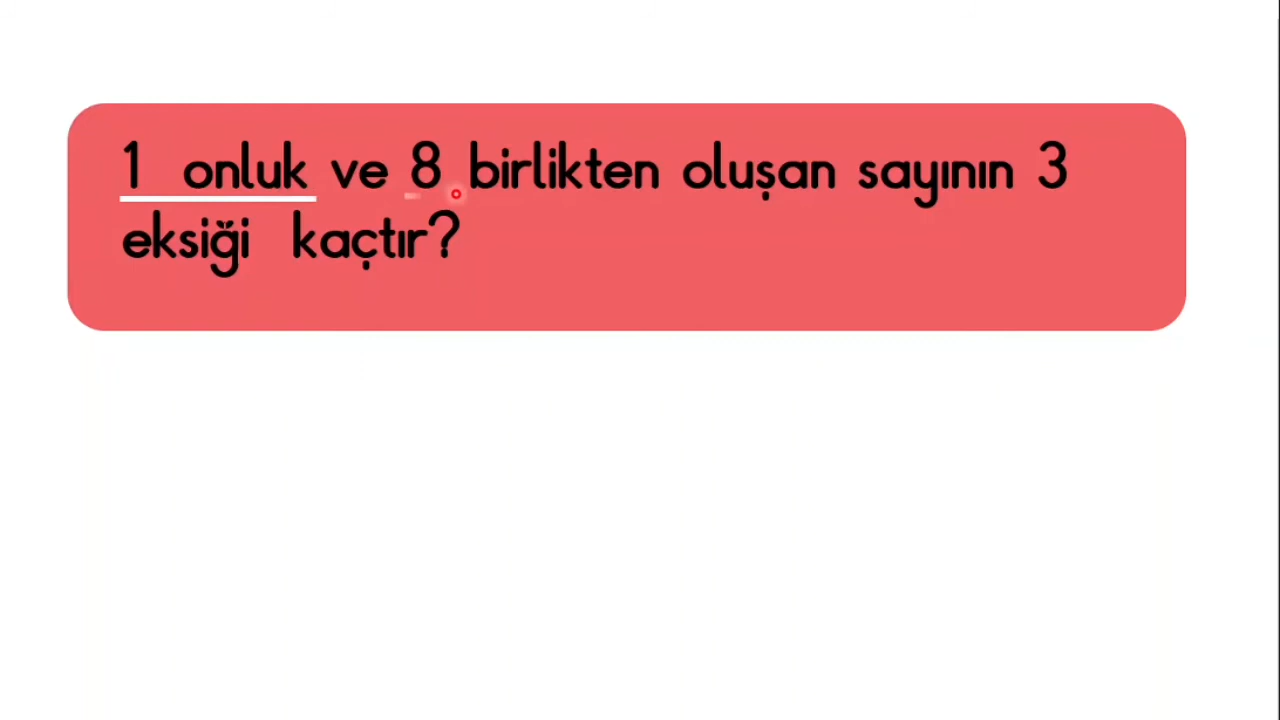 1 onluk ve 8 birlikten oluşan sayının 3
eksiği kaçtır?